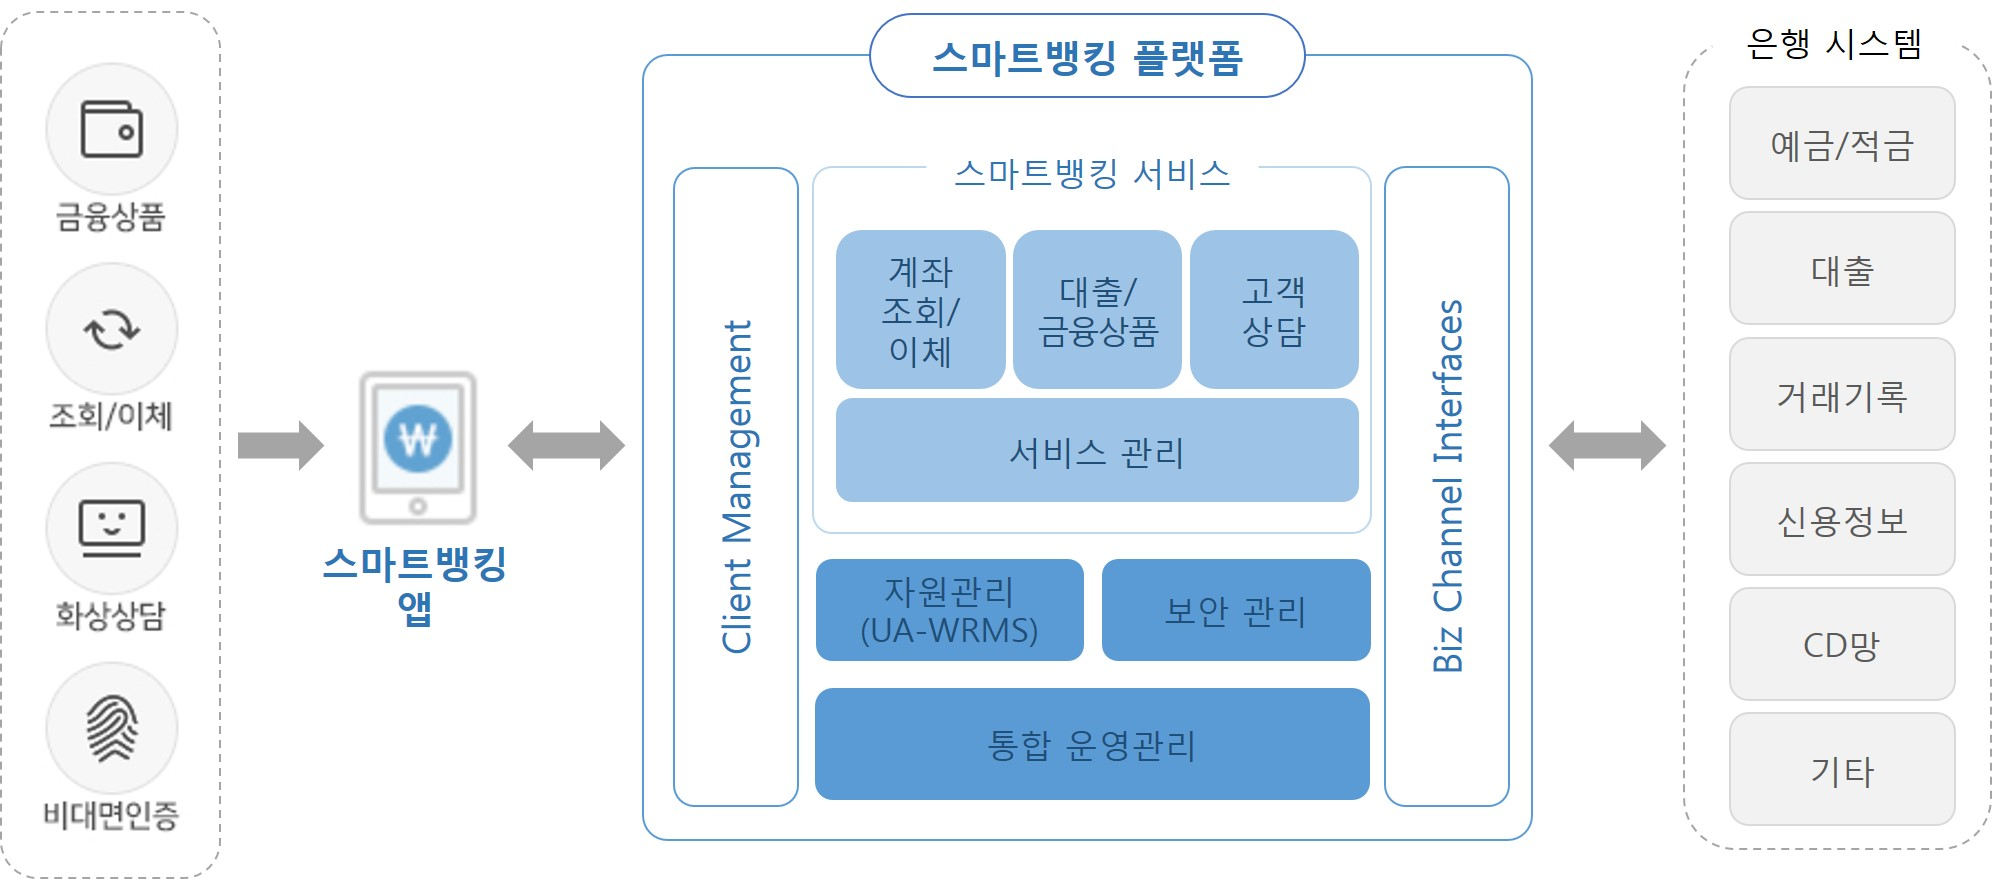 금융상품
조회/이체
화상상담
비대면인증
₩
스마트뱅킹
앱
스마트뱅킹 플랫폼
Client Management
스마트뱅킹 서비스
계좌
조회/
이체
대출/
금융상품
고객
상담
서비스 관리
자원관리
(UA-WRMS)
보안 관리
통합 운영관리
Biz Channel Interfaces
은행 시스템
예금/적금
대출
거래기록
신용정보
CD망
기타